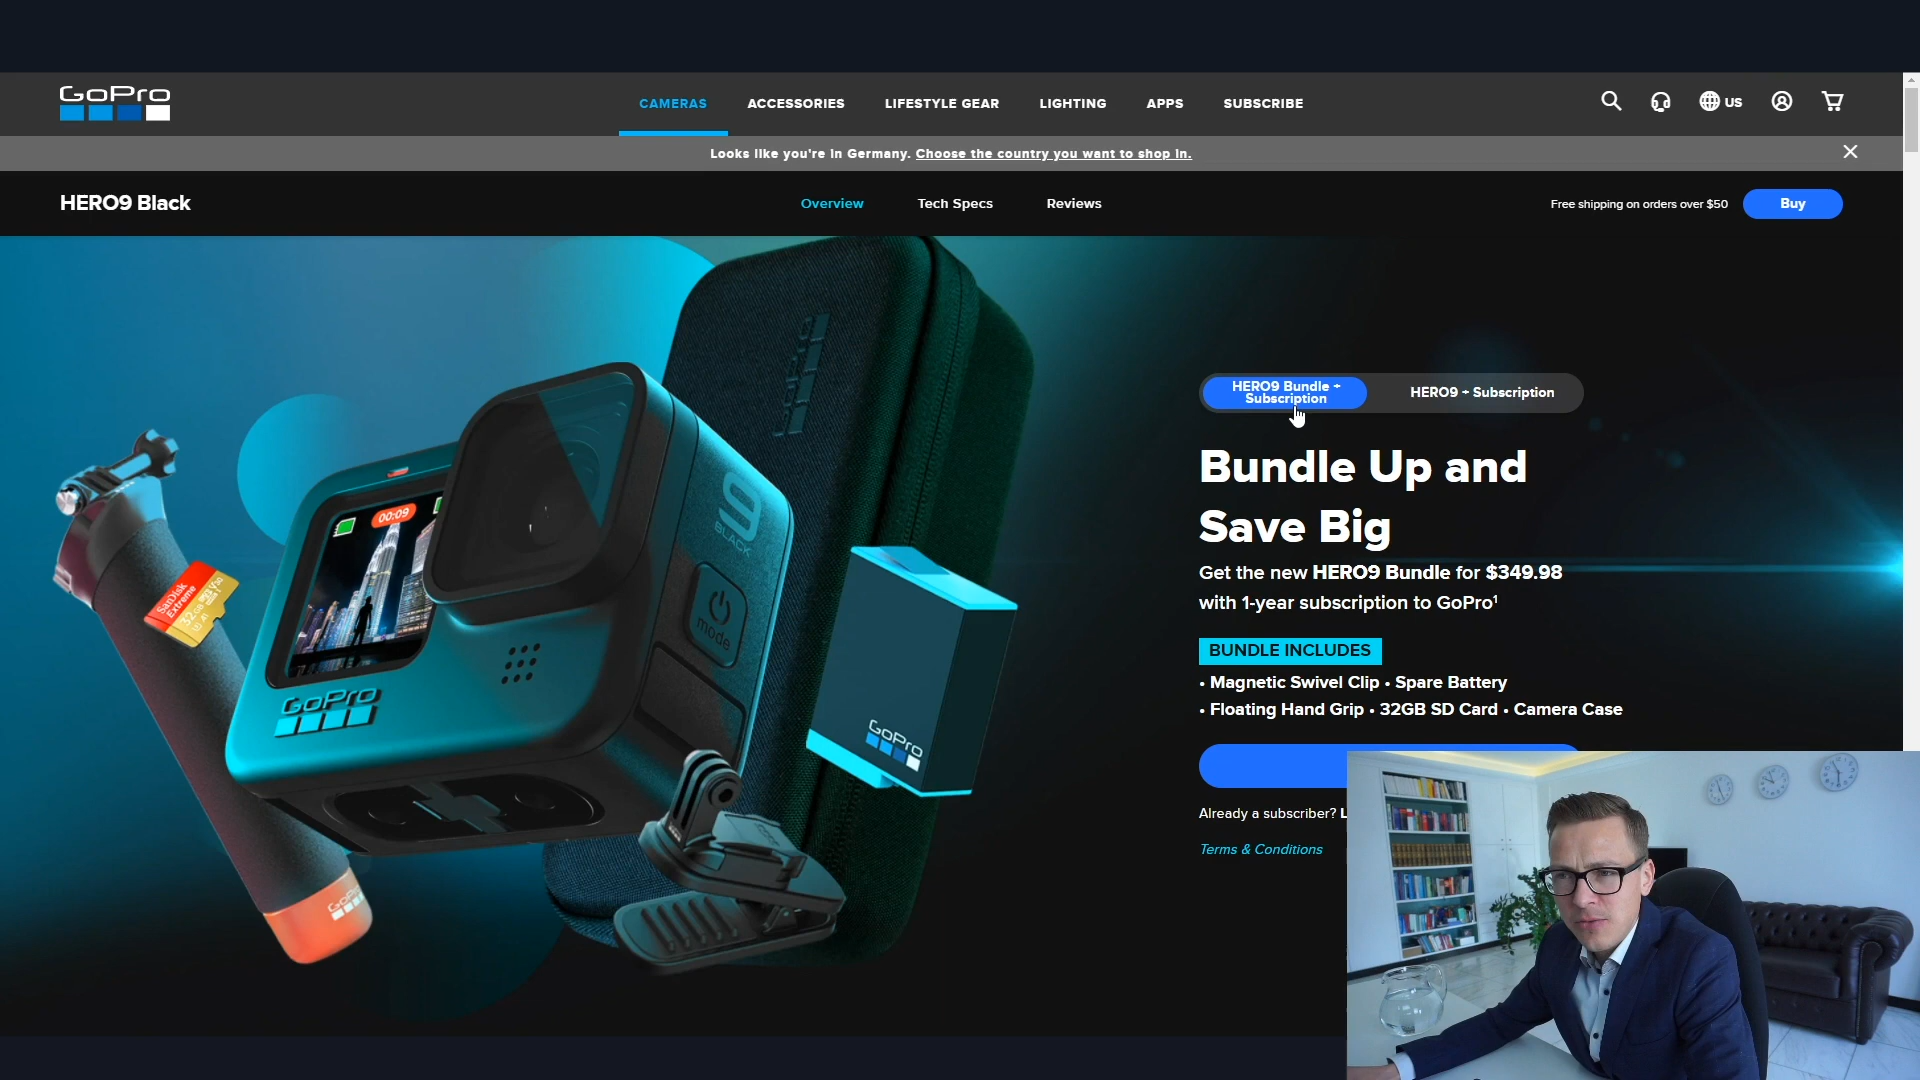 GoPro
CAMERAS
ACCESSORIES
LIFESTYLE GEAR
LIGHTING
APPS
SUBSCRIBE
US
Looks like you're in Germany. Choose the country you want to shop in.
HERO9 Black
Overview
Tech Specs
Reviews
Free shipping on orders over $50
Buy
HERO9 Bundle +
Subscription
HERO9 + Subscription
Bundle Up and
Save Big
Get the new HERO9 Bundle for $349.98
with 1-year subscription to GoPro¹
BUNDLE INCLUDES
• Magnetic Swivel Clip • Spare Battery
• Floating Hand Grip • 32GB SD Card • Camera Case
Already a subscriber? L
Terms & Conditions
GoPro
9
BLACK
00:09
mode
SanDisk
Extreme
32GB
GoPro
GoPro
GoPro